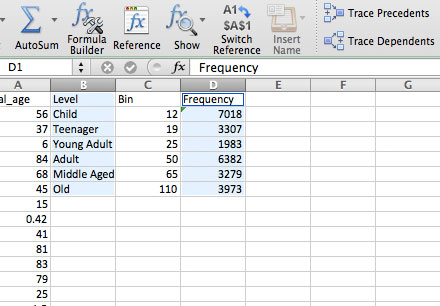 AutoSum Formula Builder Reference Show Switch Reference Insert Name Trace Precedents Trace Dependents
A1
$A$1
D1 fx Frequency
A B C D E F G
al_age Level Bin Frequency
56 Child 12 7018
37 Teenager 19 3307
6 Young Adult 25 1983
84 Adult 50 6382
68 Middle Aged 65 3279
45 Old 110 3973
15
0.42
41
81
83
79
25